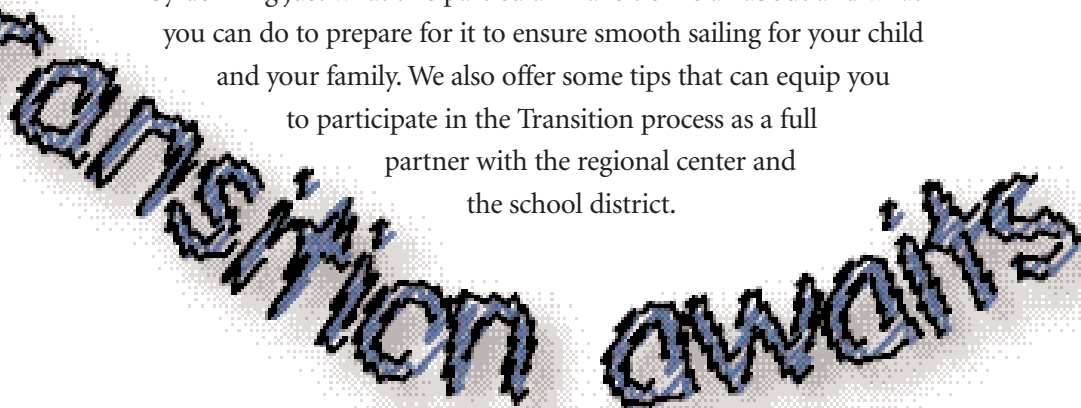 you can do to prepare for it to ensure smooth sailing for your child
and your family. We also offer some tips that can equip you
to participate in the Transition process as a full
partner with the regional center and
the school district.
ansition awaits